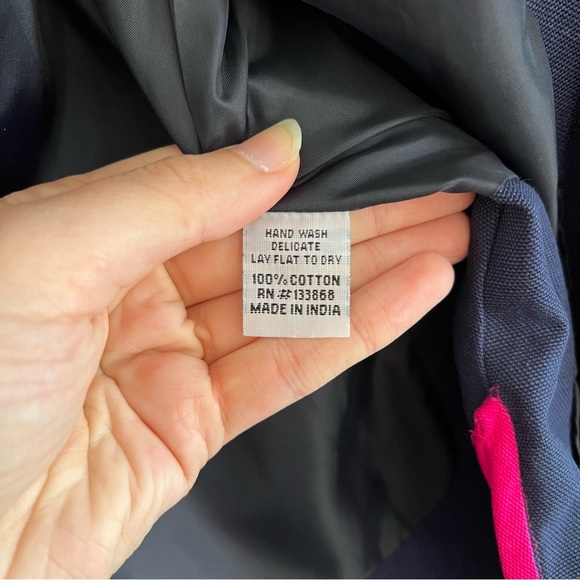 HAND WASH
DELICATE
LAY FLAT TO DRY
100% COTTON
RN #133868
MADE IN INDIA